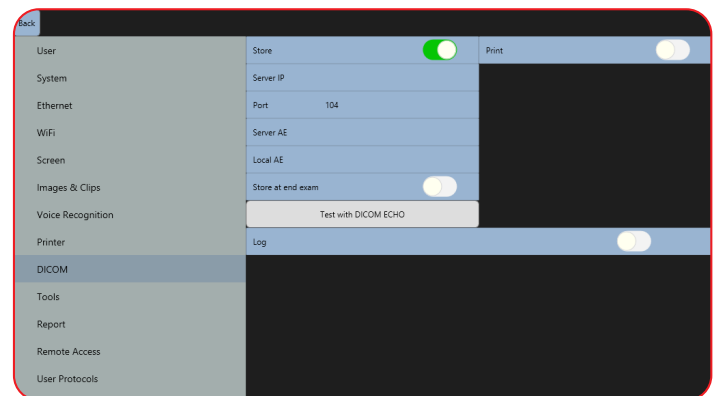 Back
User
System
Ethernet
WiFi
Screen
Images & Clips
Voice Recognition
Printer
DICOM
Tools
Report
Remote Access
User Protocols
Store
Print
Server IP
Port 104
Server AE
Local AE
Store at end exam
Test with DICOM ECHO
Log